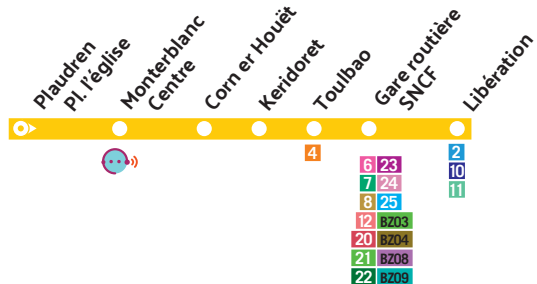 Plaudren
Pl. l'église
Monterblanc
Centre
Corn er Houët
Keridoret
Toulbao
Gare routière
SNCF
Libération
4
6 23
7 24
8 25
12 BZ03
20 BZ04
21 BZ08
22 BZ09
2
10
11